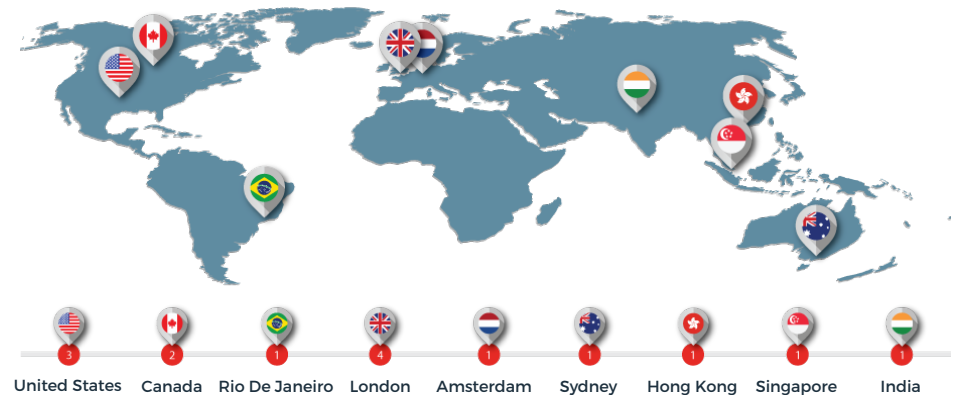 3 2 1 4 1 1 1 1 1
United States Canada Rio De Janeiro London Amsterdam Sydney Hong Kong Singapore India